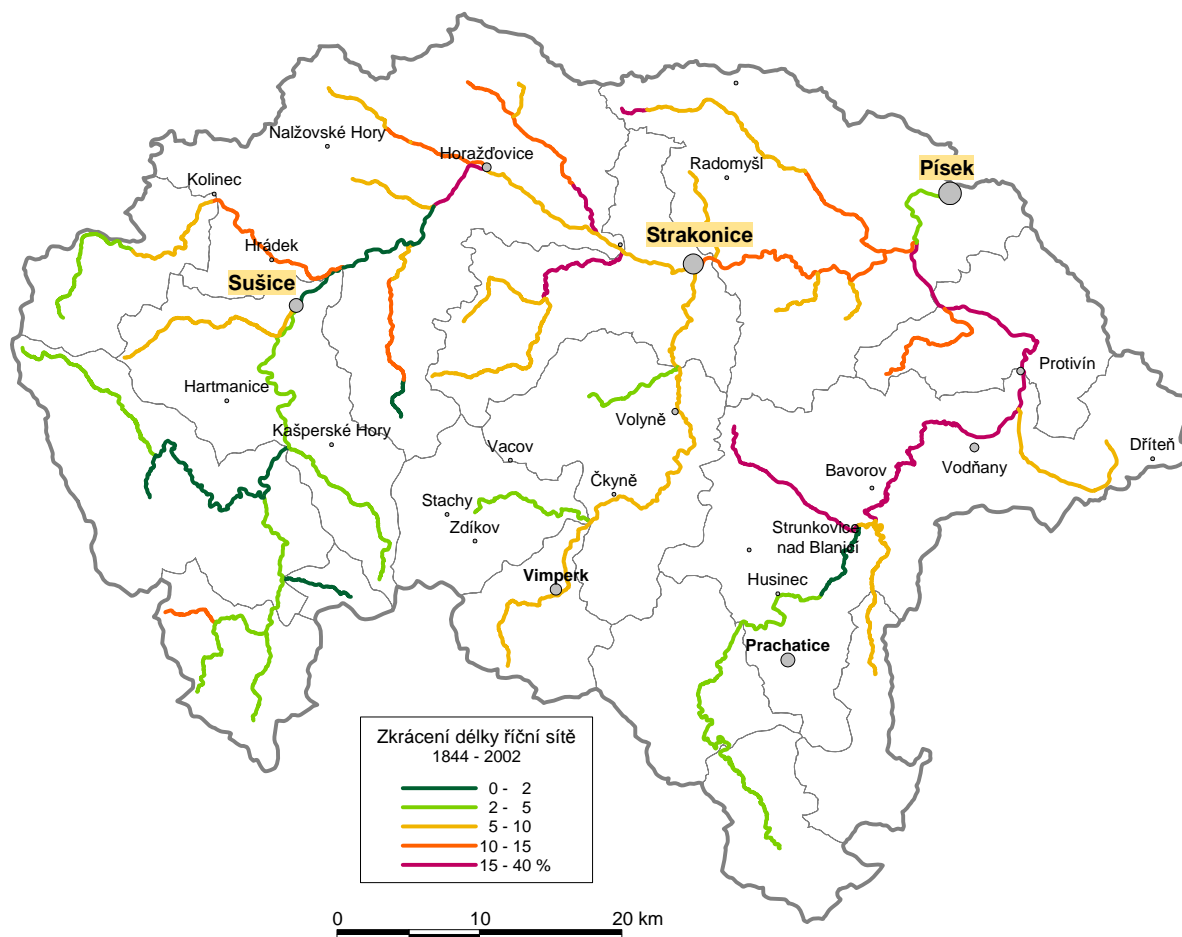 Nalžovské Hory
Horažďovice
Radomyšl
Písek
Kolinec
Strakonice
Hrádek
Sušice
Protivín
Hartmanice
Volyně
Kašperské Hory
Vacov
Vodňany
Dříteň
Bavorov
Čkyně
Stachy
Zdíkov
Strunkovice
nad Blanicí
Vimperk
Husinec
Prachatice
Zkrácení délky říční sítě
1844 - 2002
0 - 2
2 - 5
5 - 10
10 - 15
15 - 40 %
0 10 20 km